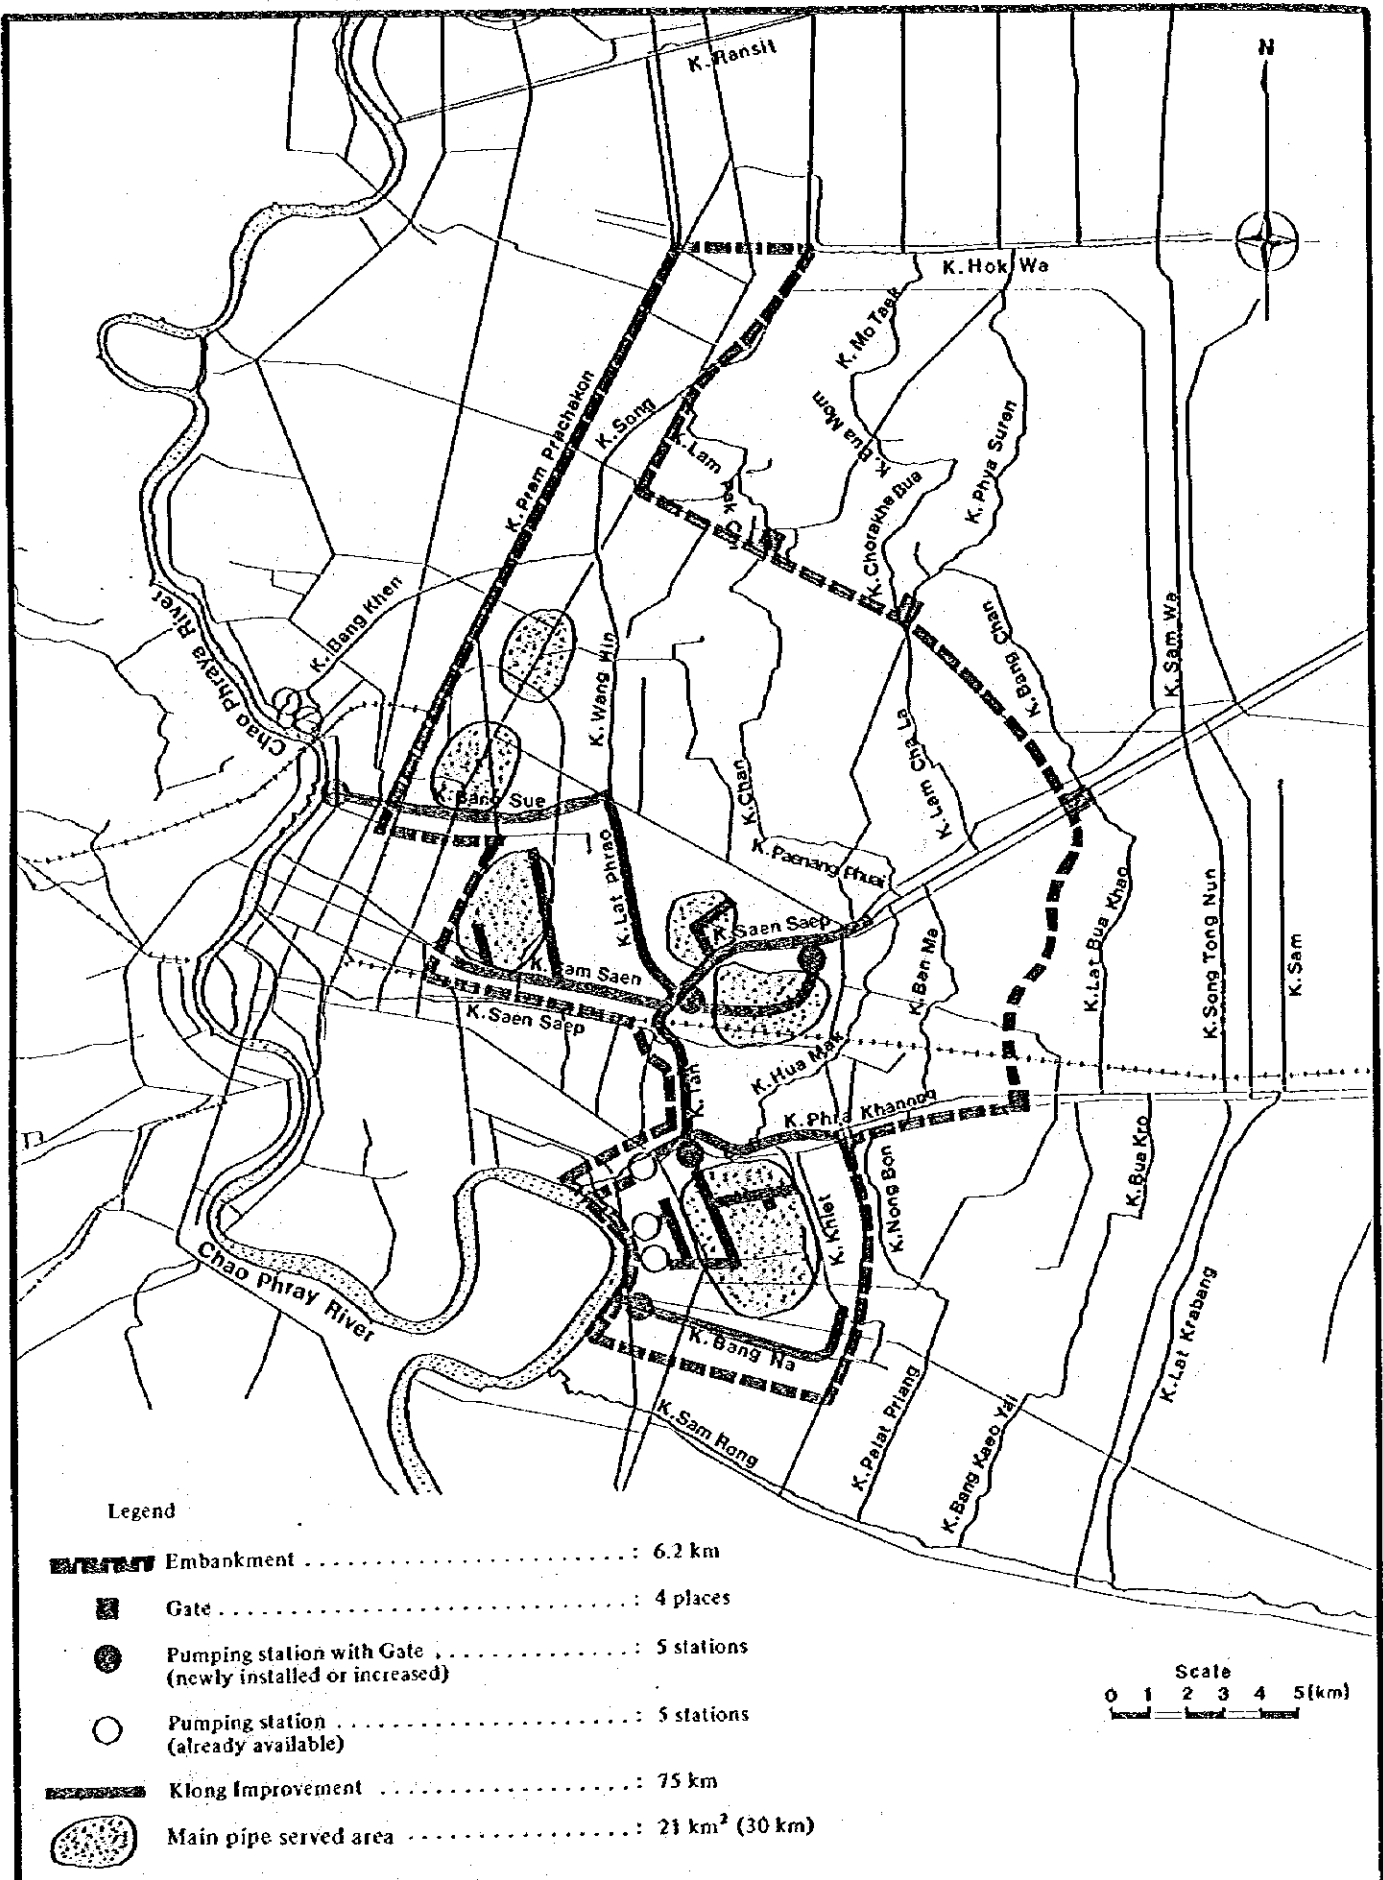 K. Ransit
N
K. Hok Wa
K. Mo Taek
K. Bua Morn
K. Phya Suren
K. Pram Prachakon
K. Song
K. Chorakhe Bua
K. Bang Khen
K. Bang Chan
K. Sam Wa
Chao Phraya River
K. Wang Hin
K. Lam Cha La
K. Chan
K. Bang Sue
K. Lat Phrao
K. Paenang Phuai
K. Lat Bua Khao
K. Song Tong Nun
K. Saen Saep
K. Ban Ma
K. Sam
K. Sam Saen
K. Saen Saep
K. Hua Mak
K. Tan
K. Phra Khanong
K. Bua Kro
K. Nong Bon
K. Khlet
Chao Phray River
K. Lat Krabang
K. Bang Na
K. Sam Rong
K. Palat Priang
K. Bang Kaeo Yai
Legend
Embankment : 6.2 km
Gate : 4 places
Pumping station with Gate : 5 stations
(newly installed or increased)
Pumping station : 5 stations
(already available)
Klong Improvement : 75 km
Main pipe served area : 21 km² (30 km)
Scale
0 1 2 3 4 5(km)